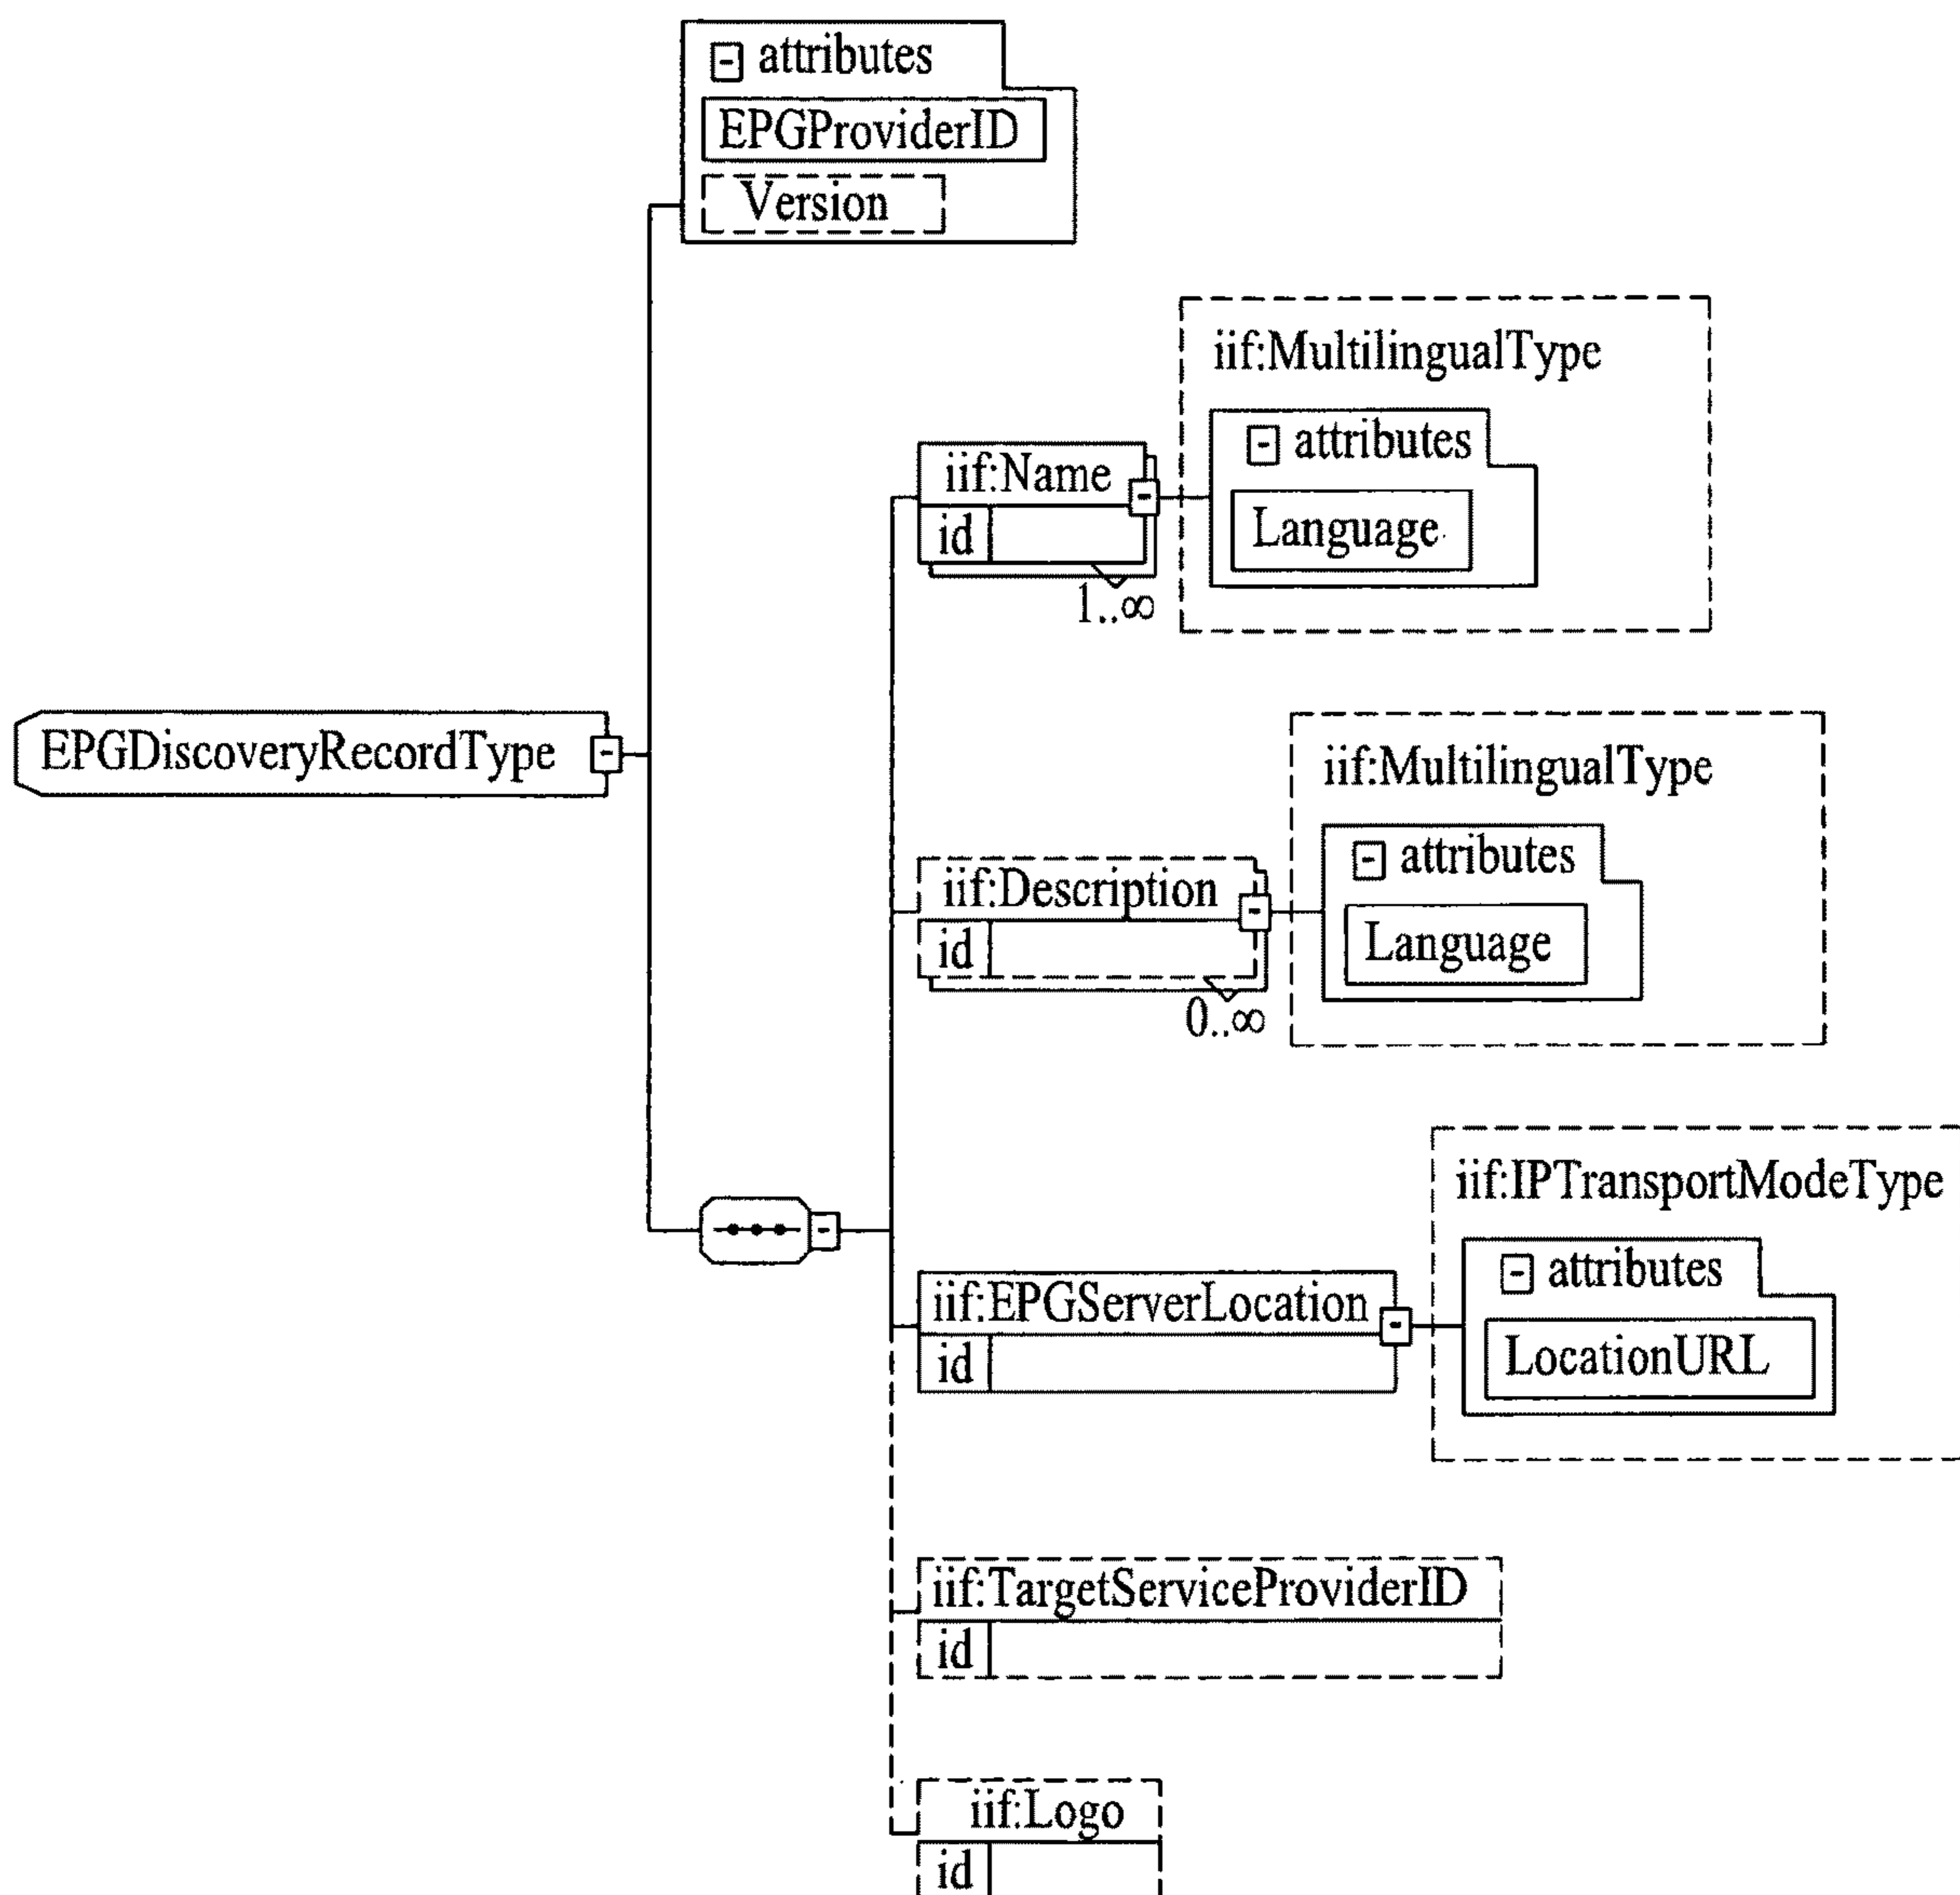 attributes
EPGProviderID
Version
iif:MultilingualType
attributes
iif:Name
Language
id
1..∞
EPGDiscoveryRecordType
iif:MultilingualType
attributes
iif:Description
Language
id
0..∞
iif:IPTransportModeType
attributes
iif:EPGServerLocation
LocationURL
id
iif:TargetServiceProviderID
id
iif:Logo
id